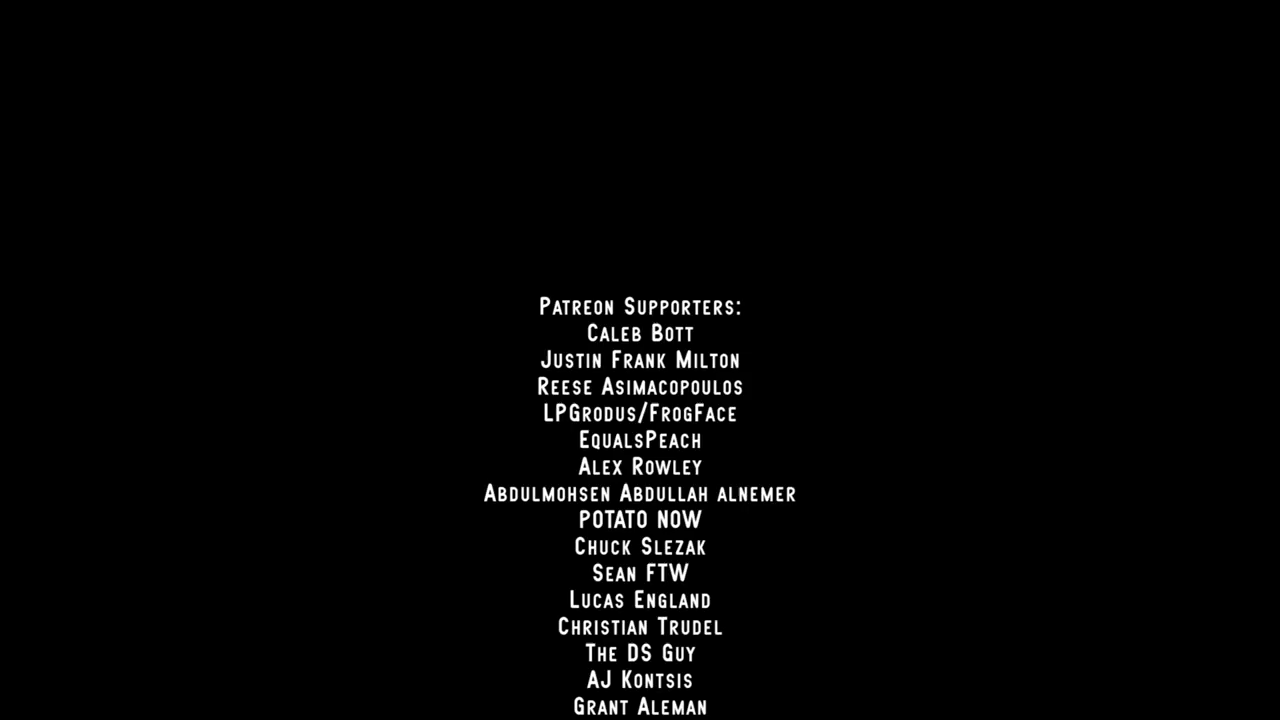 Patreon Supporters:
Caleb Bott
Justin Frank Milton
Reese Asimacopoulos
LPGrodus/FrogFace
EqualsPeach
Alex Rowley
Abdulmohsen Abdullah alnemer
POTATO NOW
Chuck Slezak
Sean FTW
Lucas England
Christian Trudel
The DS Guy
AJ Kontsis
Grant Aleman